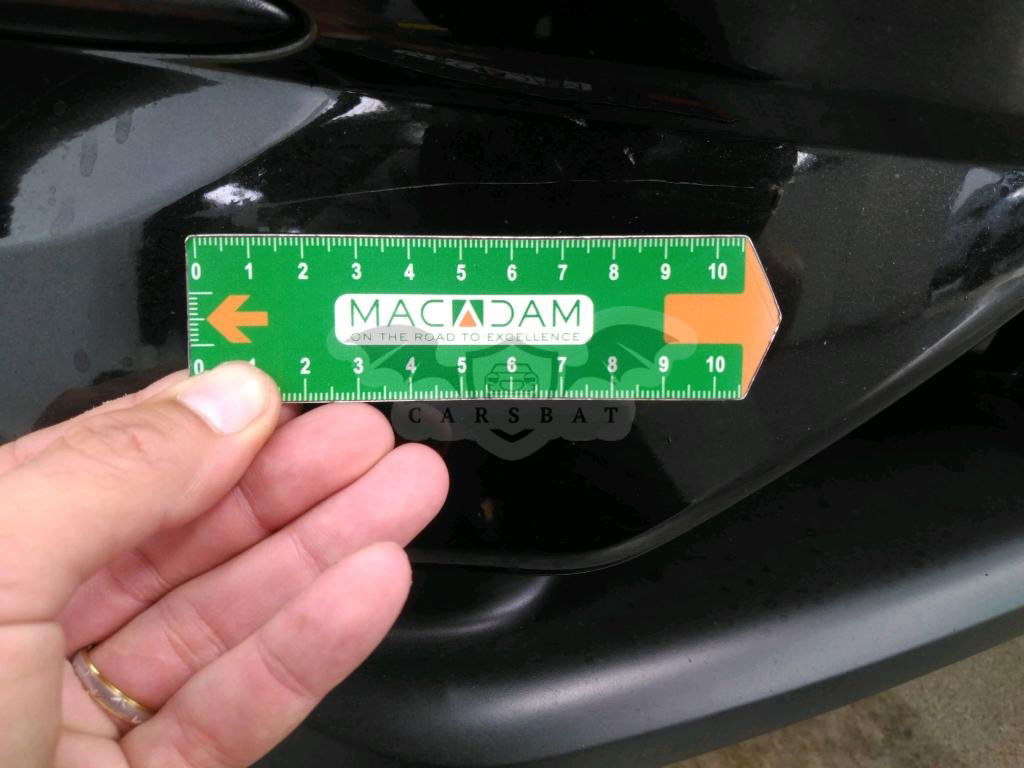 0 1 2 3 4 5 6 7 8 9 10
MACADAM
ON THE ROAD TO EXCELLENCE
0 1 2 3 4 5 6 7 8 9 10
CARSBAT